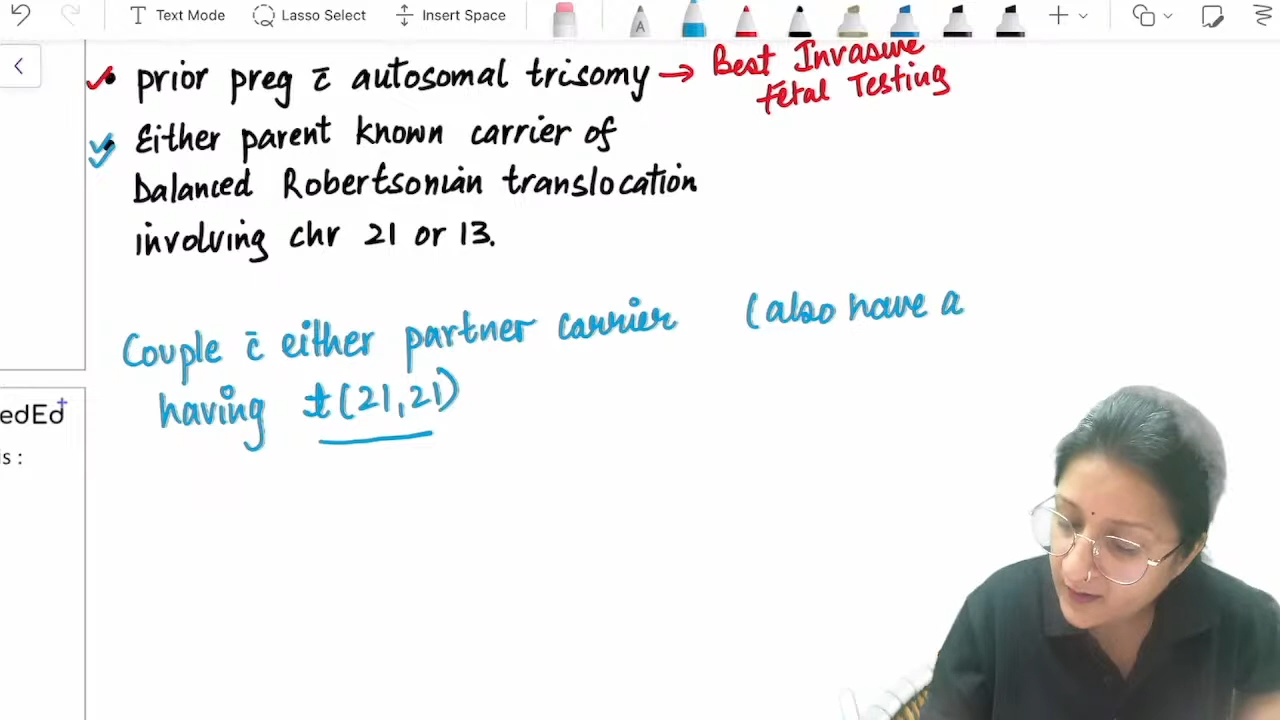 Text Mode Lasso Select Insert Space
A
• prior preg c̄ autosomal trisomy → Best Invasive
fetal Testing
• Either parent known carrier of
balanced Robertsonian translocation
involving chr 21 or 13.
Couple c̄ either partner carrier (also have a
having t(21,21)
edEd+
is :